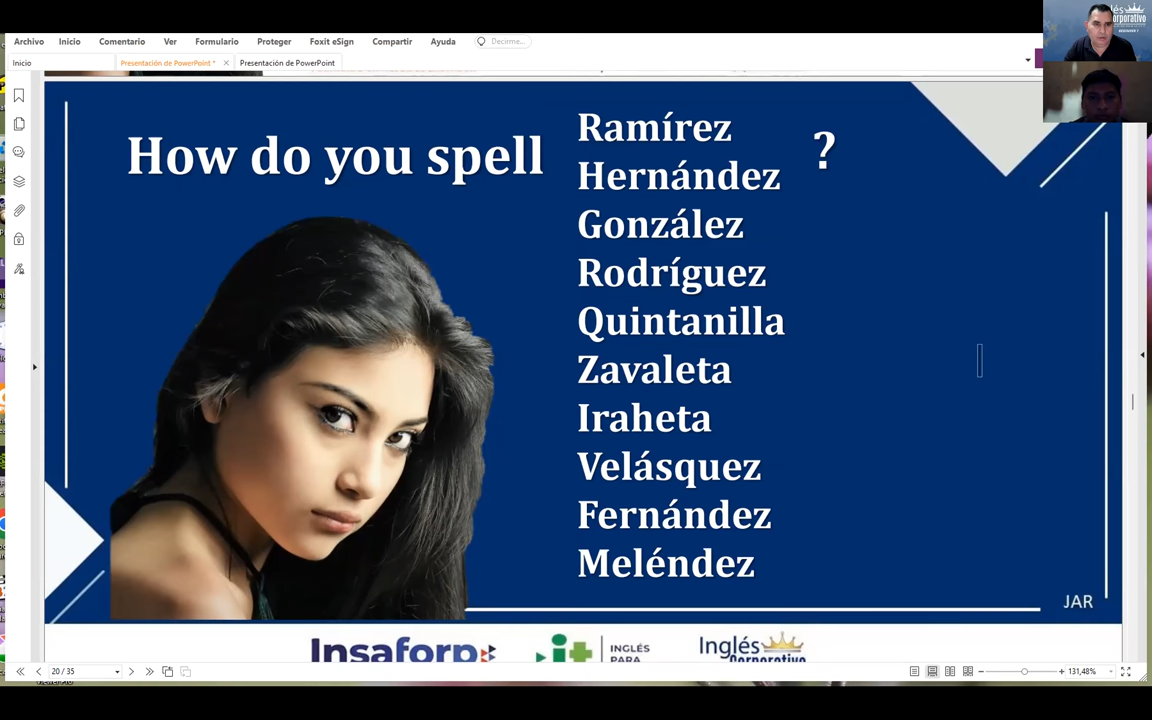 Archivo Inicio Comentario Ver Formulario Proteger Foxit eSign Compartir Ayuda Decirme...
Inicio Presentación de PowerPoint * Presentación de PowerPoint
How do you spell
Ramírez
?
Hernández
González
Rodríguez
Quintanilla
Zavaleta
Iraheta
Velásquez
Fernández
Meléndez
JAR
Insaforp
INGLÉS
PARA
Inglés
Corporativo
20 / 35
131,48%